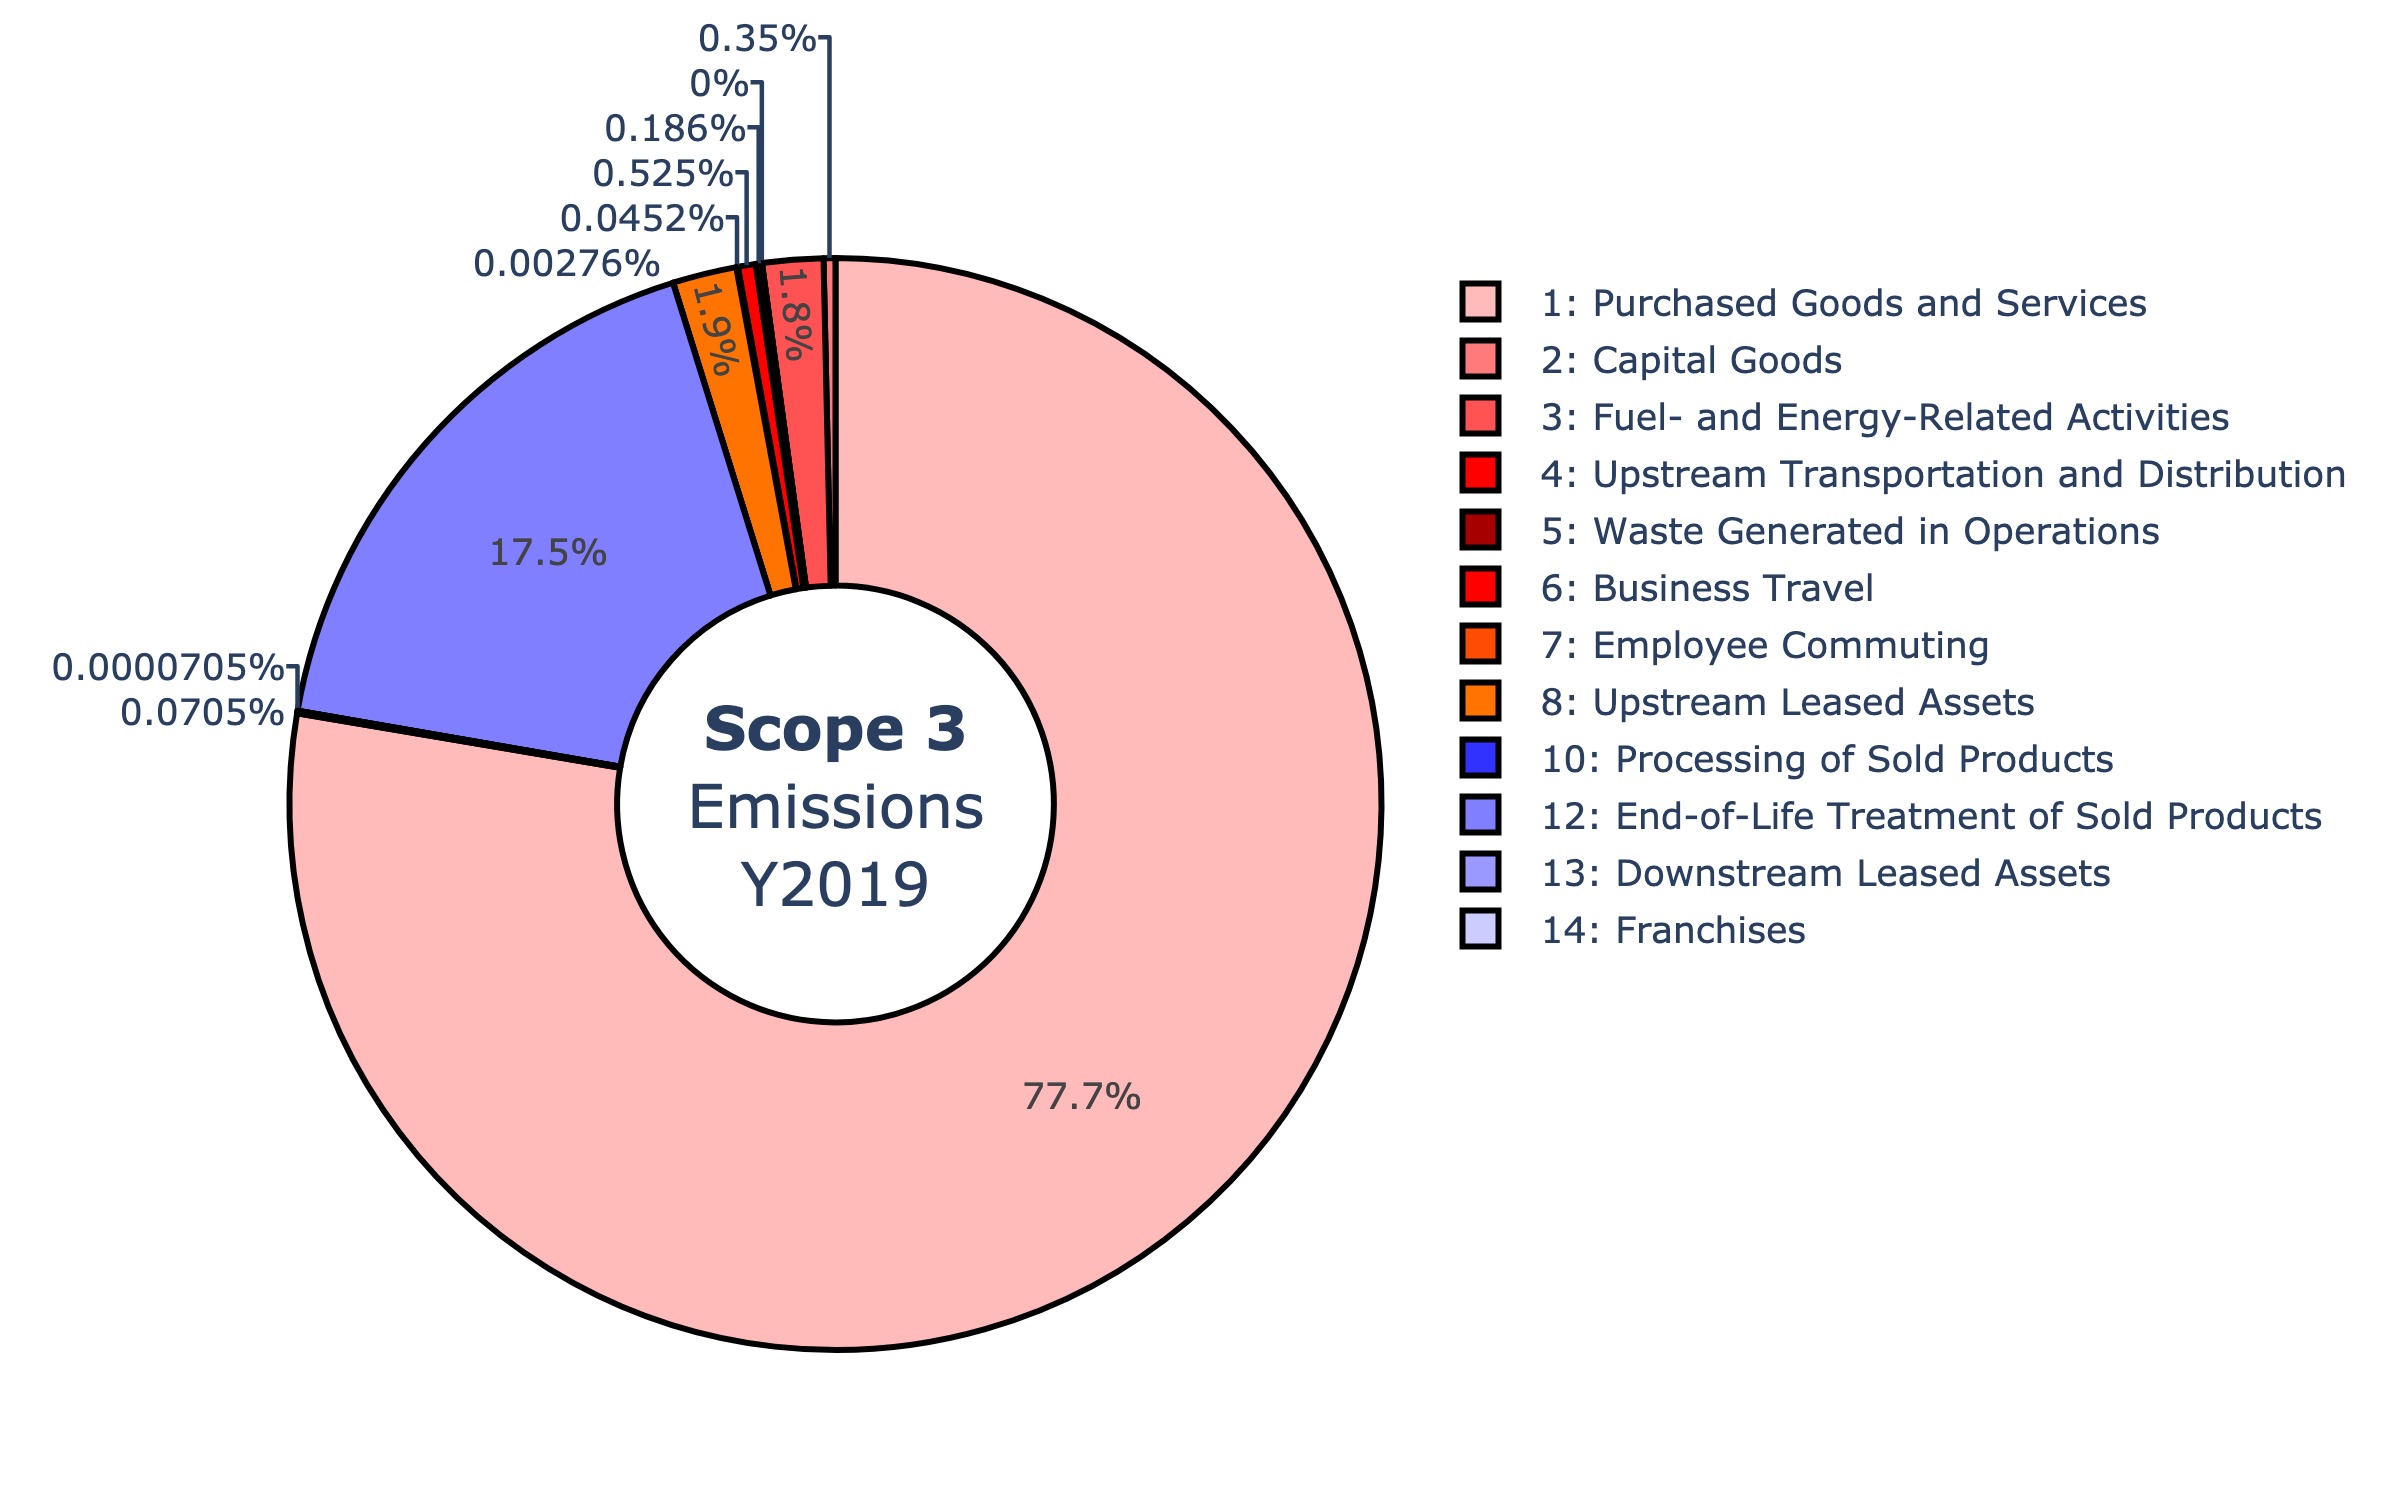 0.35%
0%
0.186%
0.525%
0.0452%
0.00276%
1.9%
1.8%
17.5%
0.0000705%
0.0705%
77.7%
Scope 3
Emissions
Y2019
1: Purchased Goods and Services
2: Capital Goods
3: Fuel- and Energy-Related Activities
4: Upstream Transportation and Distribution
5: Waste Generated in Operations
6: Business Travel
7: Employee Commuting
8: Upstream Leased Assets
10: Processing of Sold Products
12: End-of-Life Treatment of Sold Products
13: Downstream Leased Assets
14: Franchises